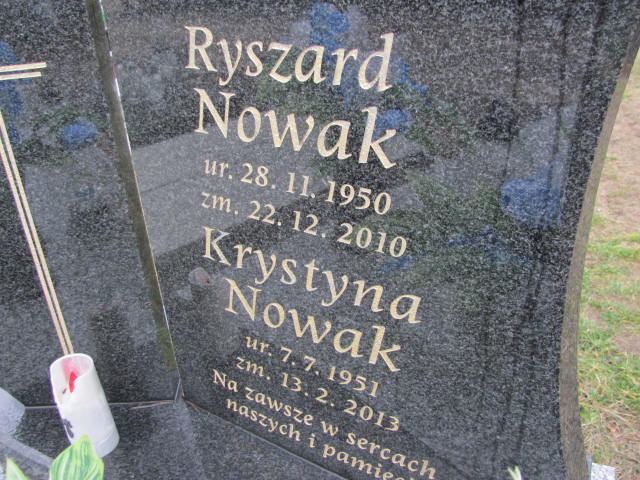 Ryszard
Nowak
ur. 28. 11. 1950
zm. 22. 12. 2010
Krystyna
Nowak
ur. 7. 7. 1951
zm. 13. 2. 2013
Na zawsze w sercach
naszych i